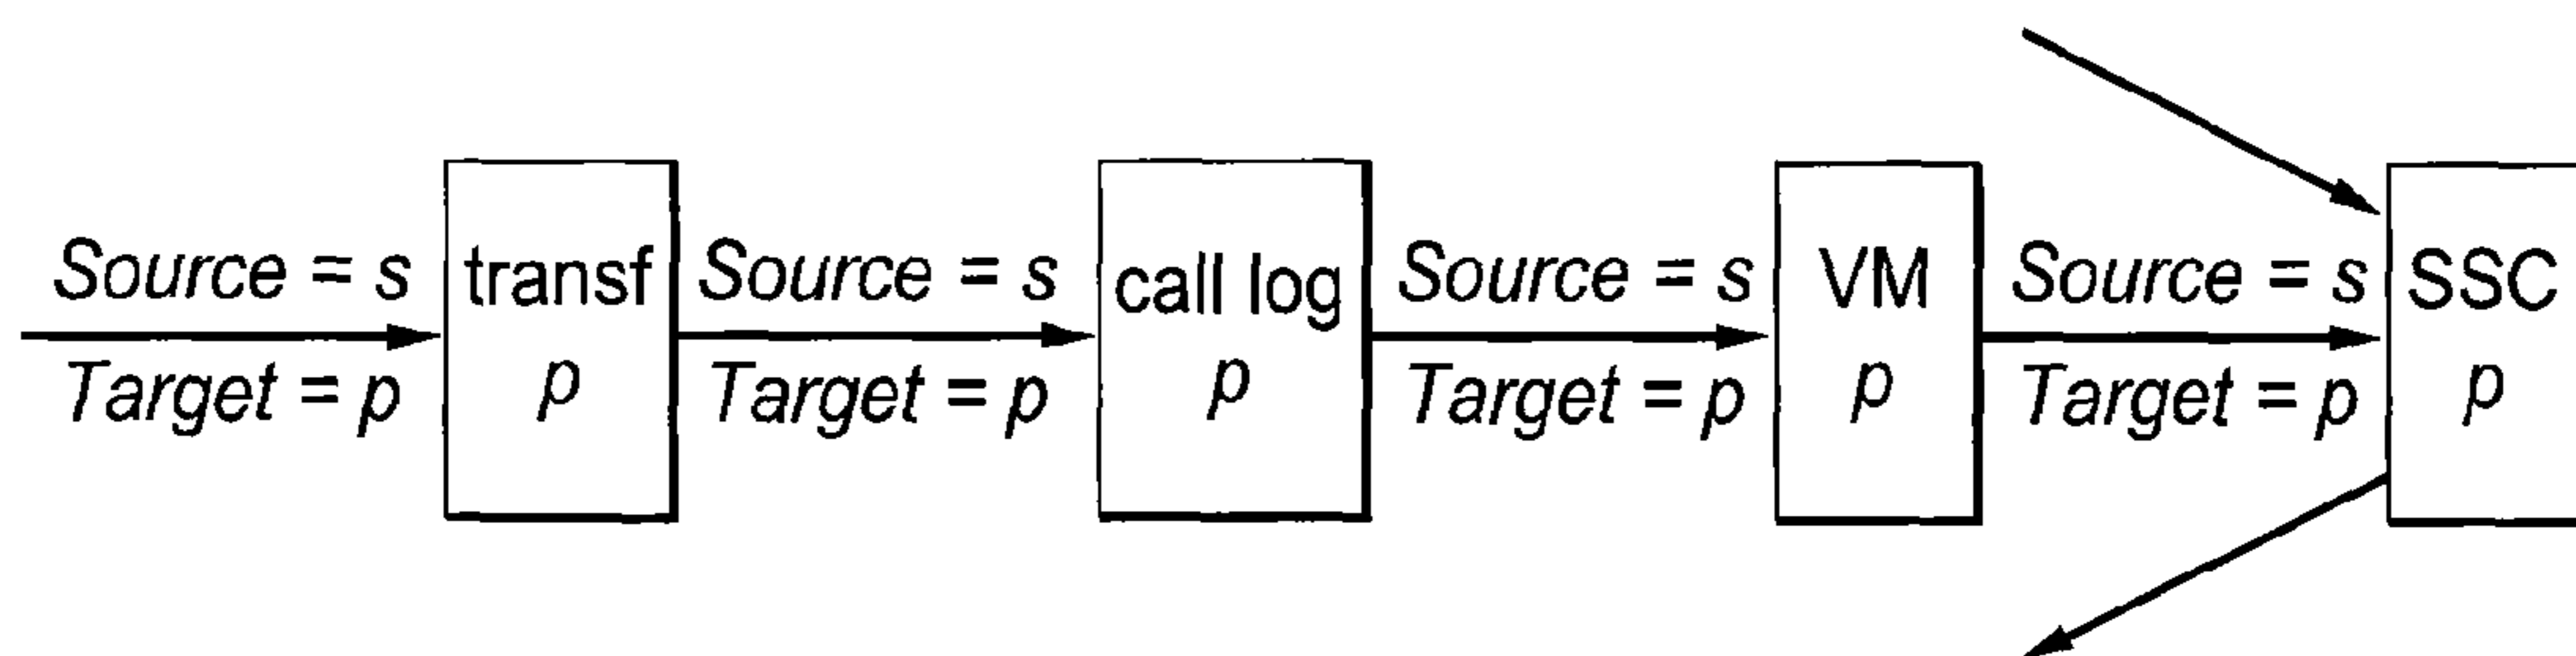 Source = s
Target = p
transf
p
Source = s
Target = p
call log
p
Source = s
Target = p
VM
p
Source = s
Target = p
SSC
p